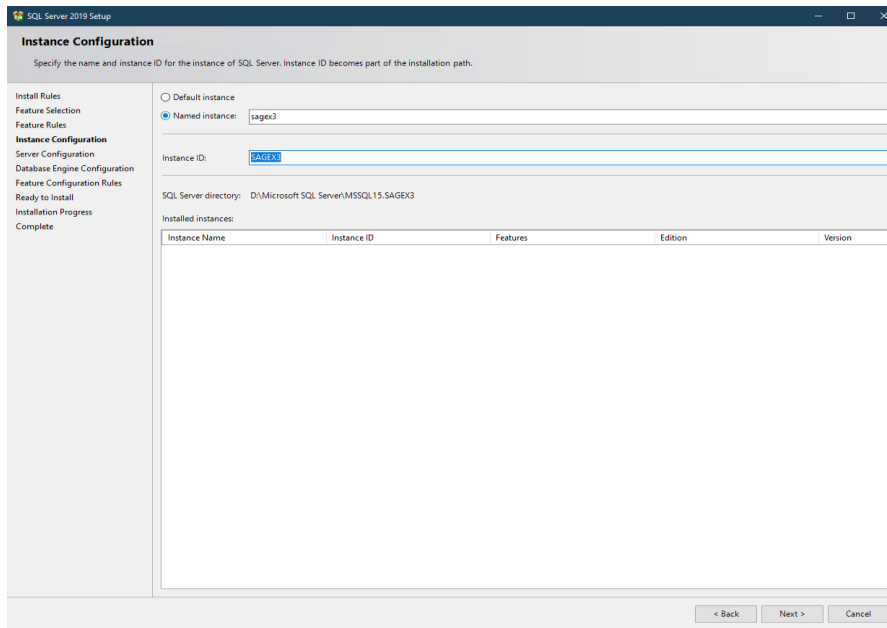 SQL Server 2019 Setup
Instance Configuration
Specify the name and instance ID for the instance of SQL Server. Instance ID becomes part of the installation path.
Install Rules
Feature Selection
Feature Rules
Instance Configuration
Server Configuration
Database Engine Configuration
Feature Configuration Rules
Ready to Install
Installation Progress
Complete
Default instance
Named instance: sagex3
Instance ID: SAGEX3
SQL Server directory: D:\Microsoft SQL Server\MSSQL15.SAGEX3
Installed instances:
Instance Name Instance ID Features Edition Version
< Back Next > Cancel